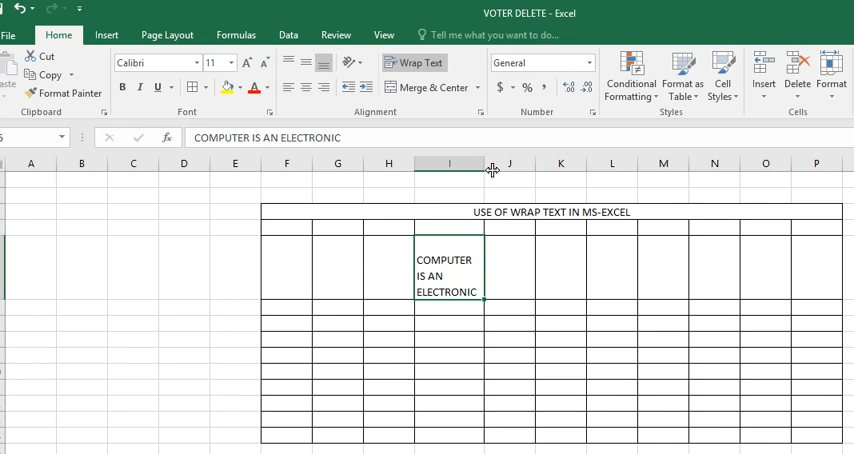 VOTER DELETE - Excel
File Home Insert Page Layout Formulas Data Review View Tell me what you want to do...
Cut
Copy
Format Painter
Clipboard
Calibri 11
B I U
Font
Wrap Text
Merge & Center
Alignment
General
$ % ,
Number
Conditional Formatting
Format as Table
Cell Styles
Styles
Insert Delete Format
Cells
fx COMPUTER IS AN ELECTRONIC
A B C D E F G H I J K L M N O P
USE OF WRAP TEXT IN MS-EXCEL
COMPUTER
IS AN
ELECTRONIC